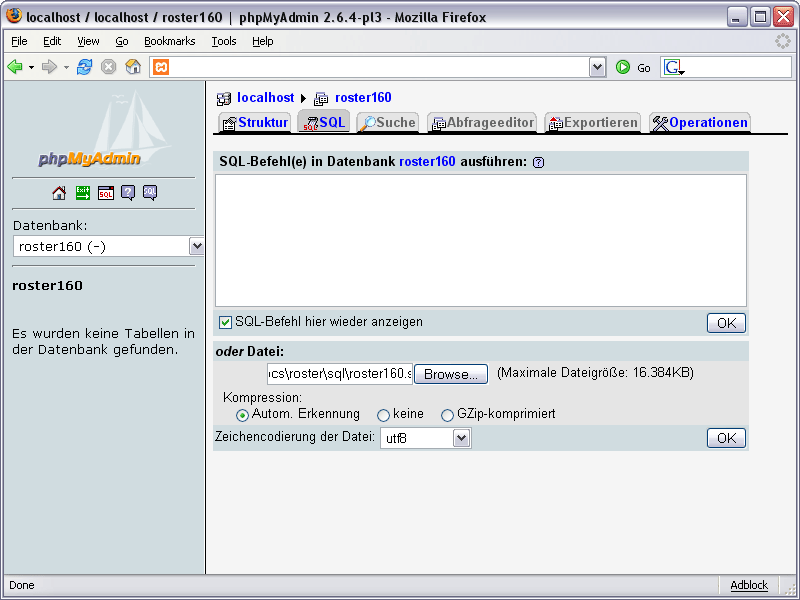 localhost / localhost / roster160 | phpMyAdmin 2.6.4-pl3 - Mozilla Firefox
File Edit View Go Bookmarks Tools Help
Go G
phpMyAdmin
Exit SQL ? SQL
Datenbank:
roster160 (-)
roster160
Es wurden keine Tabellen in
der Datenbank gefunden.
localhost roster160
Struktur SQL Suche Abfrageeditor Exportieren Operationen
SQL-Befehl(e) in Datenbank roster160 ausführen: ?
SQL-Befehl hier wieder anzeigen OK
oder Datei:
ocs\roster\sql\roster160.s Browse... (Maximale Dateigröße: 16.384KB)
Kompression:
Autom. Erkennung keine GZip-komprimiert
Zeichencodierung der Datei: utf8 OK
Done Adblock